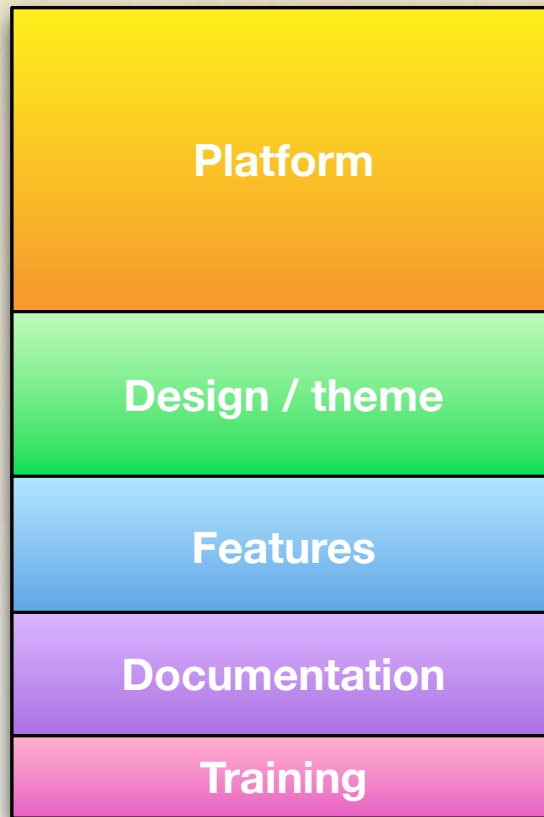 Platform
Design / theme
Features
Documentation
Training